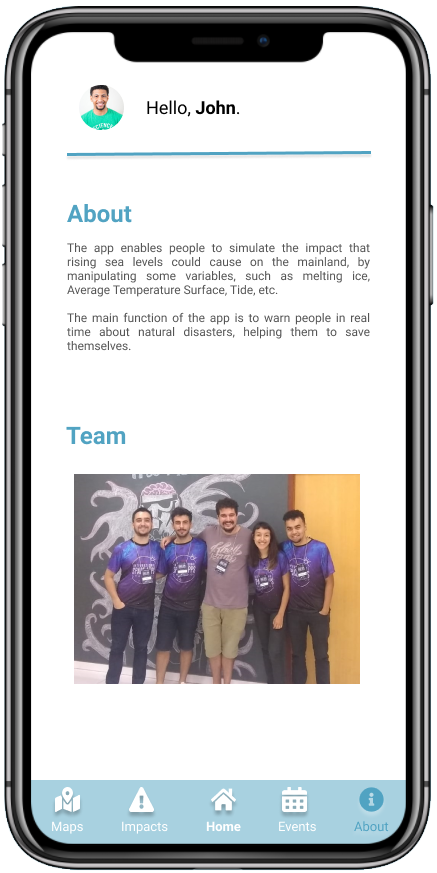 Hello, John.
About
The app enables people to simulate the impact that
rising sea levels could cause on the mainland, by
manipulating some variables, such as melting ice,
Average Temperature Surface, Tide, etc.
The main function of the app is to warn people in real
time about natural disasters, helping them to save
themselves.
Team
Maps
Impacts
Home
Events
About